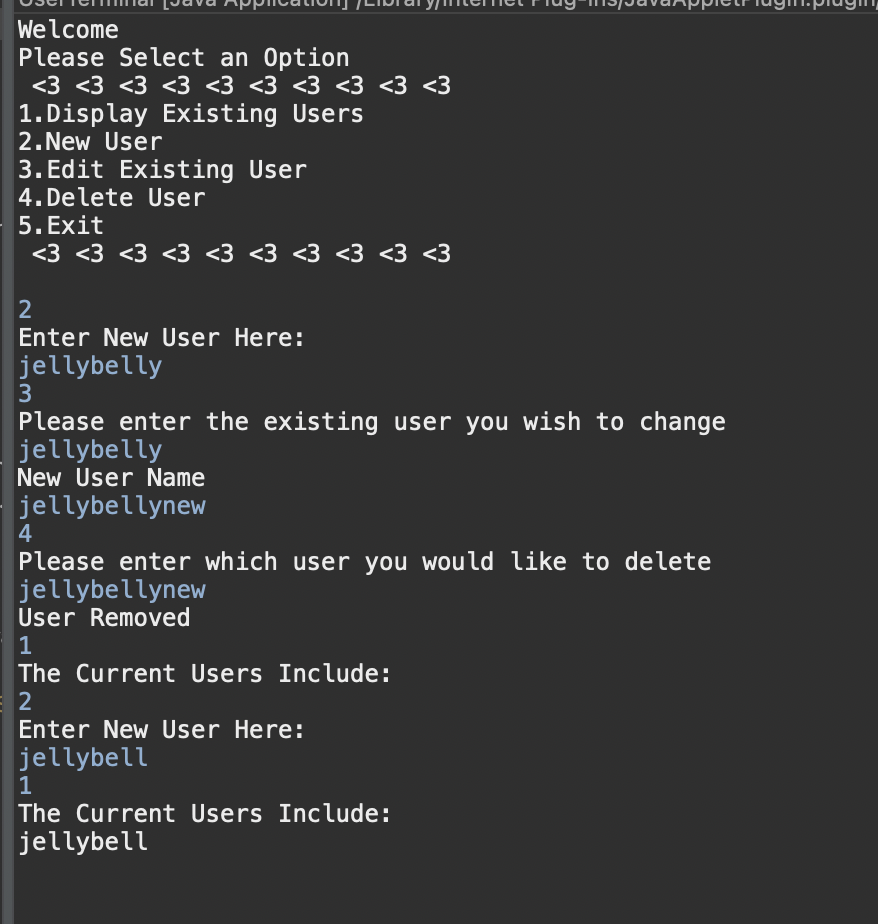 UserTerminal [Java Application] /Library/Internet Plug-Ins/JavaAppletPlugin.plugin/
Welcome
Please Select an Option
 <3 <3 <3 <3 <3 <3 <3 <3 <3 <3
1.Display Existing Users
2.New User
3.Edit Existing User
4.Delete User
5.Exit
 <3 <3 <3 <3 <3 <3 <3 <3 <3 <3
2
Enter New User Here:
jellybelly
3
Please enter the existing user you wish to change
jellybelly
New User Name
jellybellynew
4
Please enter which user you would like to delete
jellybellynew
User Removed
1
The Current Users Include:
2
Enter New User Here:
jellybell
1
The Current Users Include:
jellybell